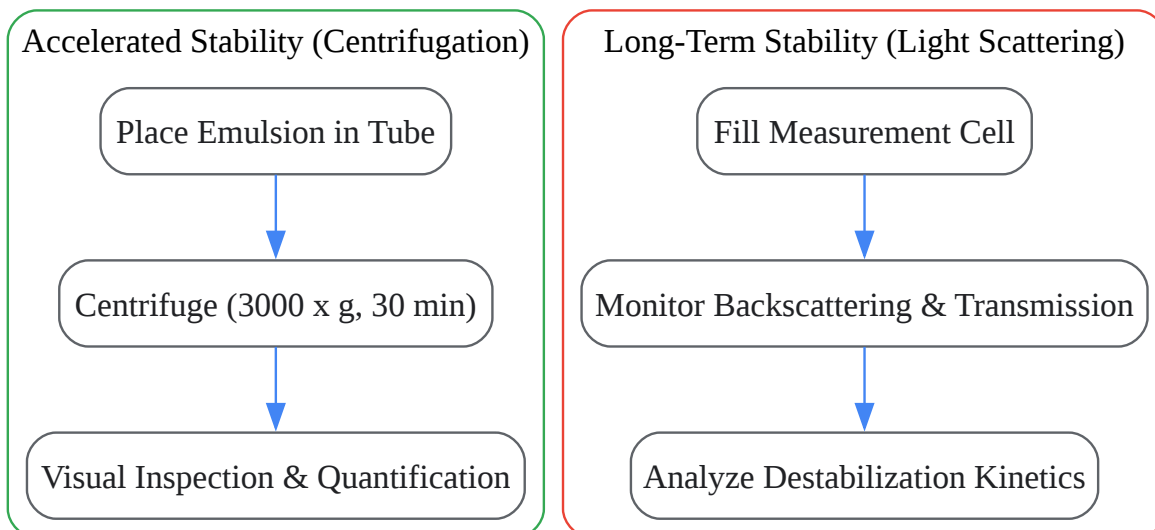 Accelerated Stability (Centrifugation)
Place Emulsion in Tube
Centrifuge (3000 x g, 30 min)
Visual Inspection & Quantification
Long-Term Stability (Light Scattering)
Fill Measurement Cell
Monitor Backscattering & Transmission
Analyze Destabilization Kinetics